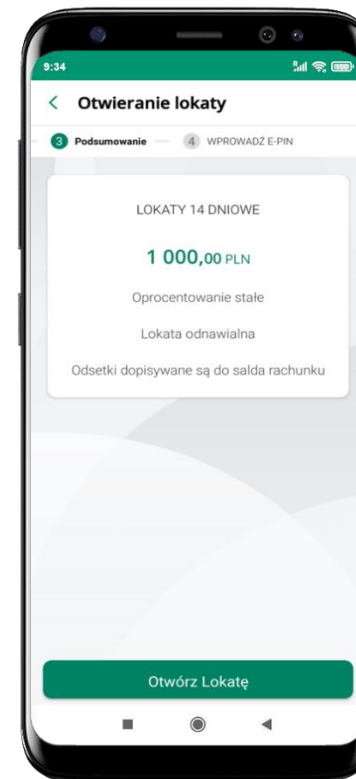 9:34
Otwieranie lokaty
3 Podsumowanie 4 WPROWADŹ E-PIN
LOKATY 14 DNIOWE
1 000,00 PLN
Oprocentowanie stałe
Lokata odnawialna
Odsetki dopisywane są do salda rachunku
Otwórz Lokatę